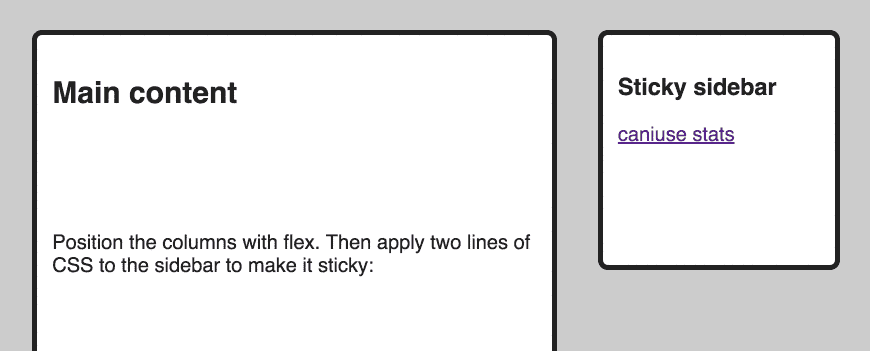 Main content
Sticky sidebar
caniuse stats
Position the columns with flex. Then apply two lines of
CSS to the sidebar to make it sticky: